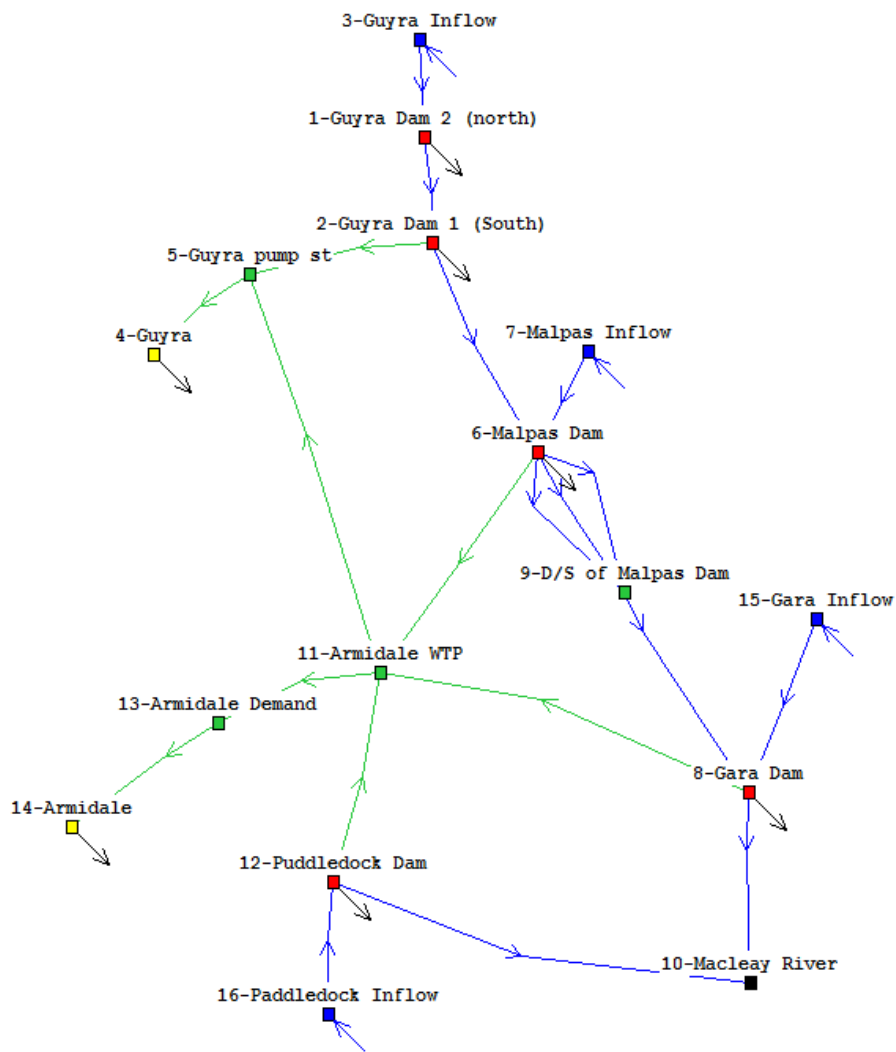 3-Guyra Inflow
1-Guyra Dam 2 (north)
2-Guyra Dam 1 (South)
5-Guyra pump st
4-Guyra
7-Malpas Inflow
6-Malpas Dam
9-D/S of Malpas Dam
15-Gara Inflow
11-Armidale WTP
13-Armidale Demand
8-Gara Dam
14-Armidale
12-Puddledock Dam
10-Macleay River
16-Paddledock Inflow